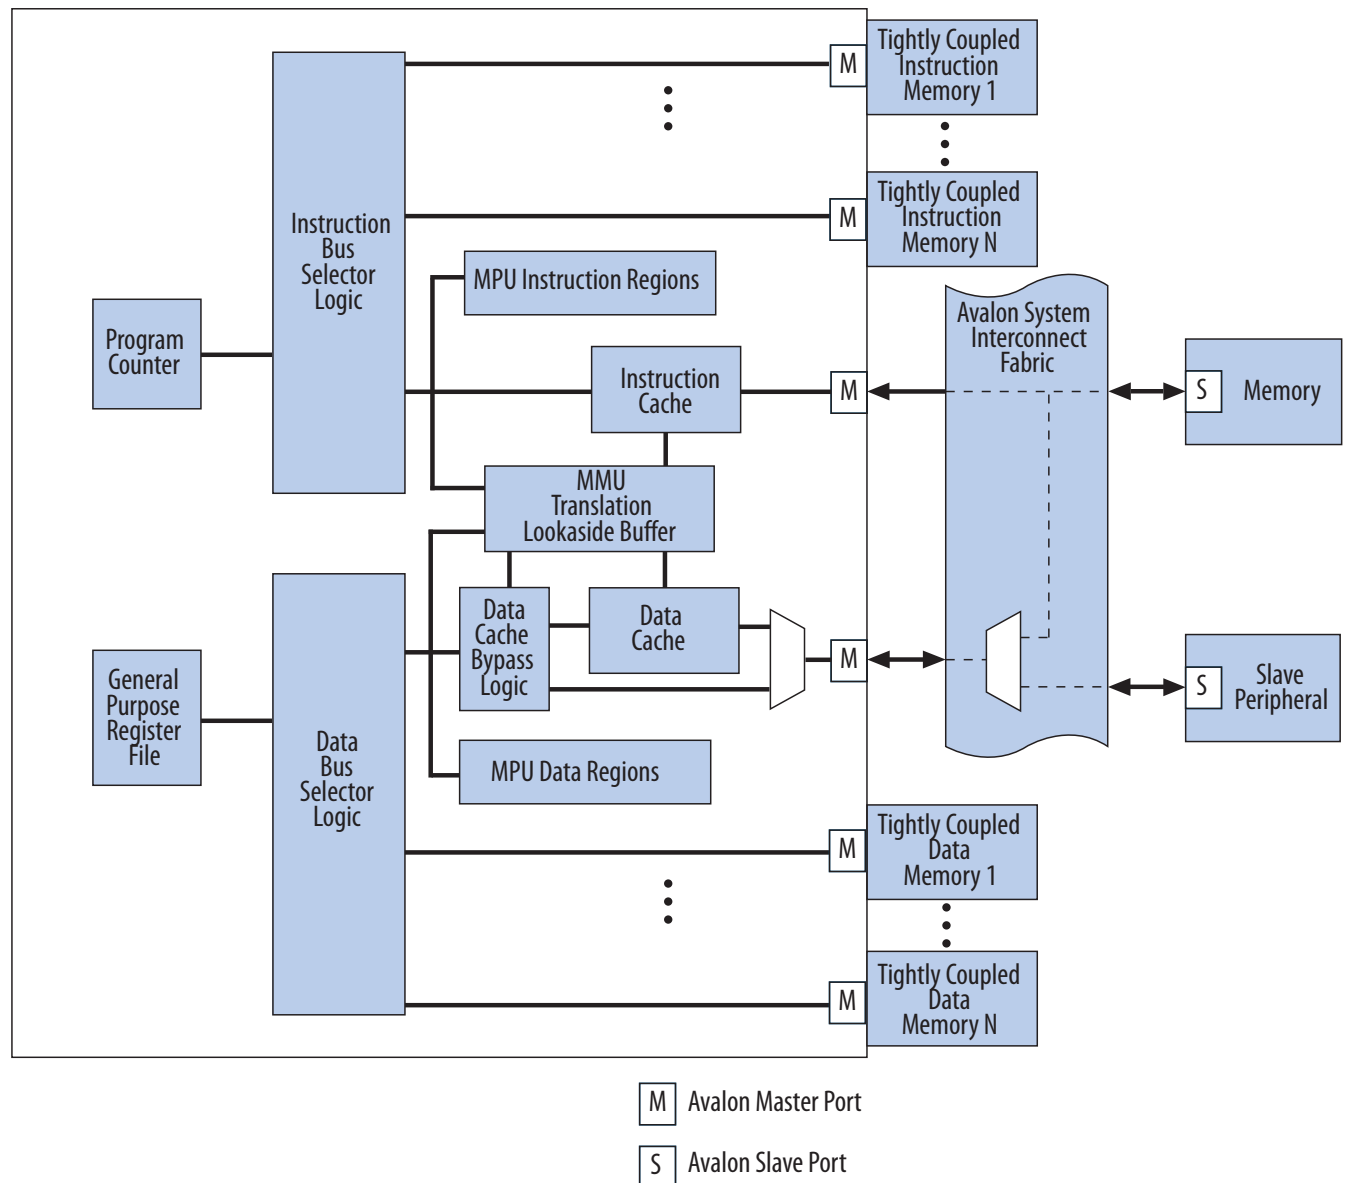 M
Tightly Coupled
Instruction
Memory 1
M
Tightly Coupled
Instruction
Memory N
Instruction
Bus
Selector
Logic
MPU Instruction Regions
Program
Counter
Instruction
Cache
M
Avalon System
Interconnect
Fabric
S
Memory
MMU
Translation
Lookaside Buffer
General
Purpose
Register
File
Data
Bus
Selector
Logic
Data
Cache
Bypass
Logic
Data
Cache
M
S
Slave
Peripheral
MPU Data Regions
M
Tightly Coupled
Data
Memory 1
M
Tightly Coupled
Data
Memory N
M Avalon Master Port
S Avalon Slave Port